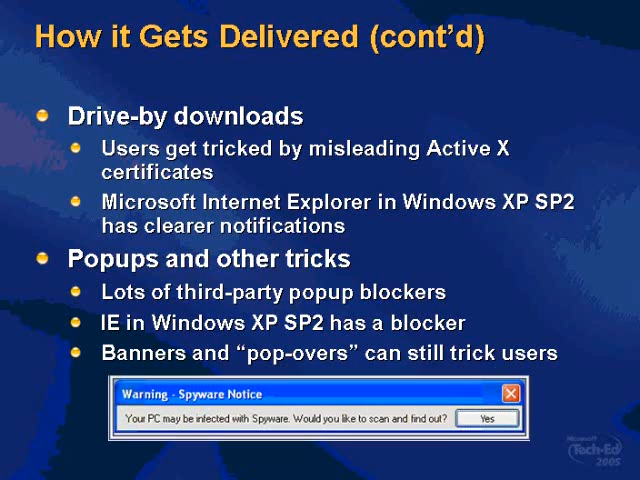 How it Gets Delivered (cont’d)
Drive-by downloads
Users get tricked by misleading Active X
certificates
Microsoft Internet Explorer in Windows XP SP2
has clearer notifications
Popups and other tricks
Lots of third-party popup blockers
IE in Windows XP SP2 has a blocker
Banners and “pop-overs” can still trick users
Warning - Spyware Notice
Your PC may be infected with Spyware. Would you like to scan and find out?
Yes
Microsoft
Tech·Ed
2005